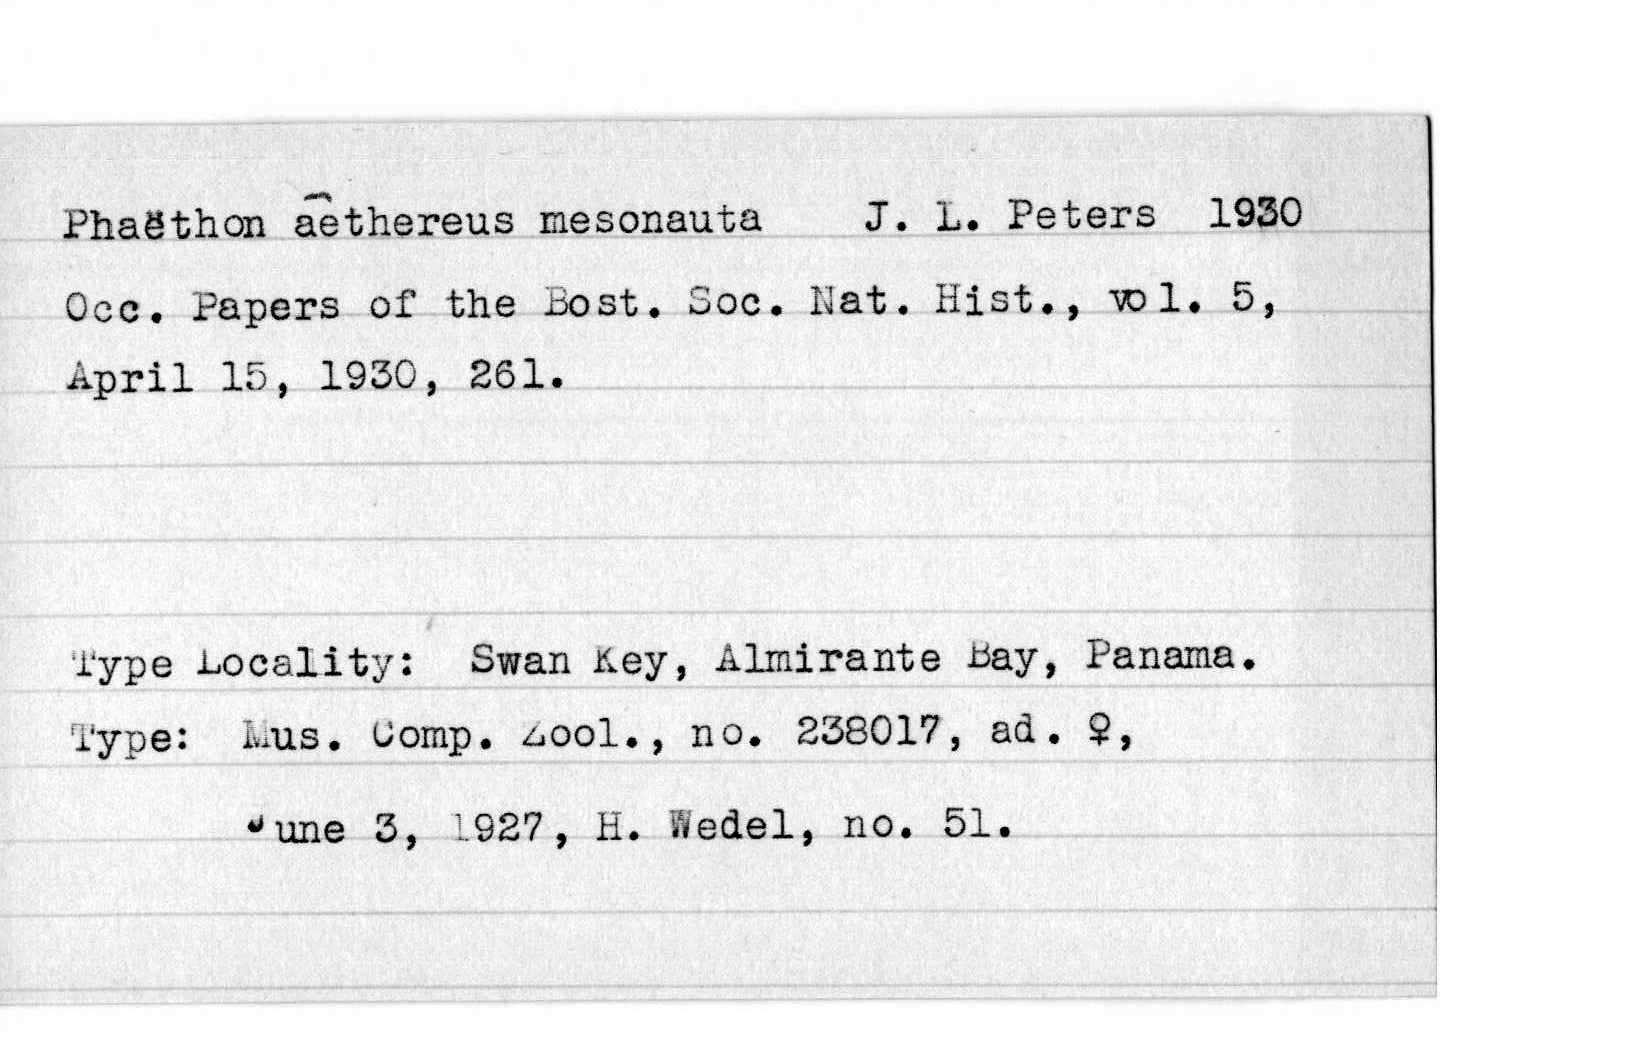 Phaëthon aethereus mesonauta J. L. Peters 1930
Occ. Papers of the Bost. Soc. Nat. Hist., vol. 5,
April 15, 1930, 261.
Type Locality: Swan Key, Almirante Bay, Panama.
Type: Mus. Comp. Zool., no. 238017, ad. ♀,
June 3, 1927, H. Wedel, no. 51.